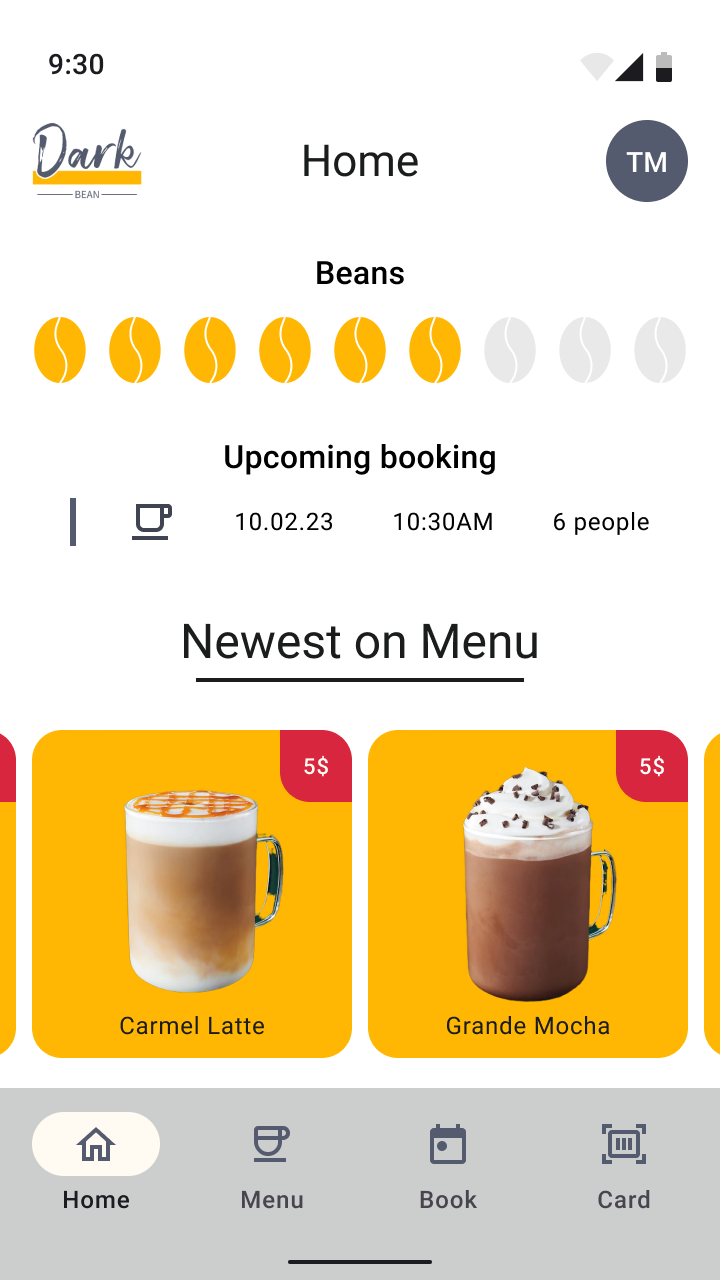 9:30
Dark
BEAN
Home
TM
Beans
Upcoming booking
10.02.23 10:30AM 6 people
Newest on Menu
5$ 5$
Carmel Latte Grande Mocha
Home Menu Book Card